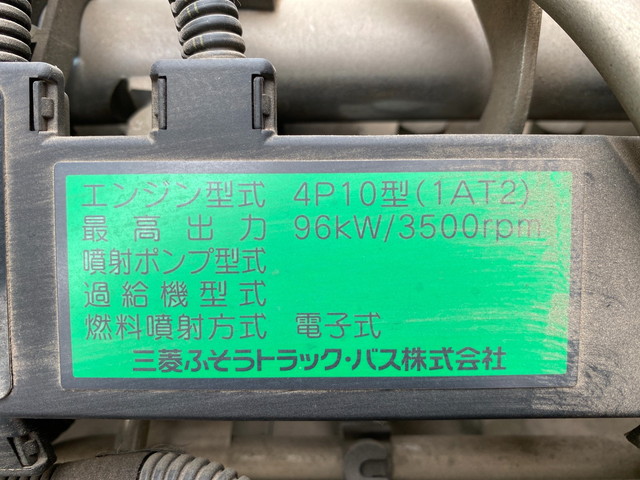 エンジン型式 4P10型(1AT2)
最高出力 96kW/3500rpm
噴射ポンプ型式
過給機型式
燃料噴射方式 電子式
三菱ふそうトラック・バス株式会社